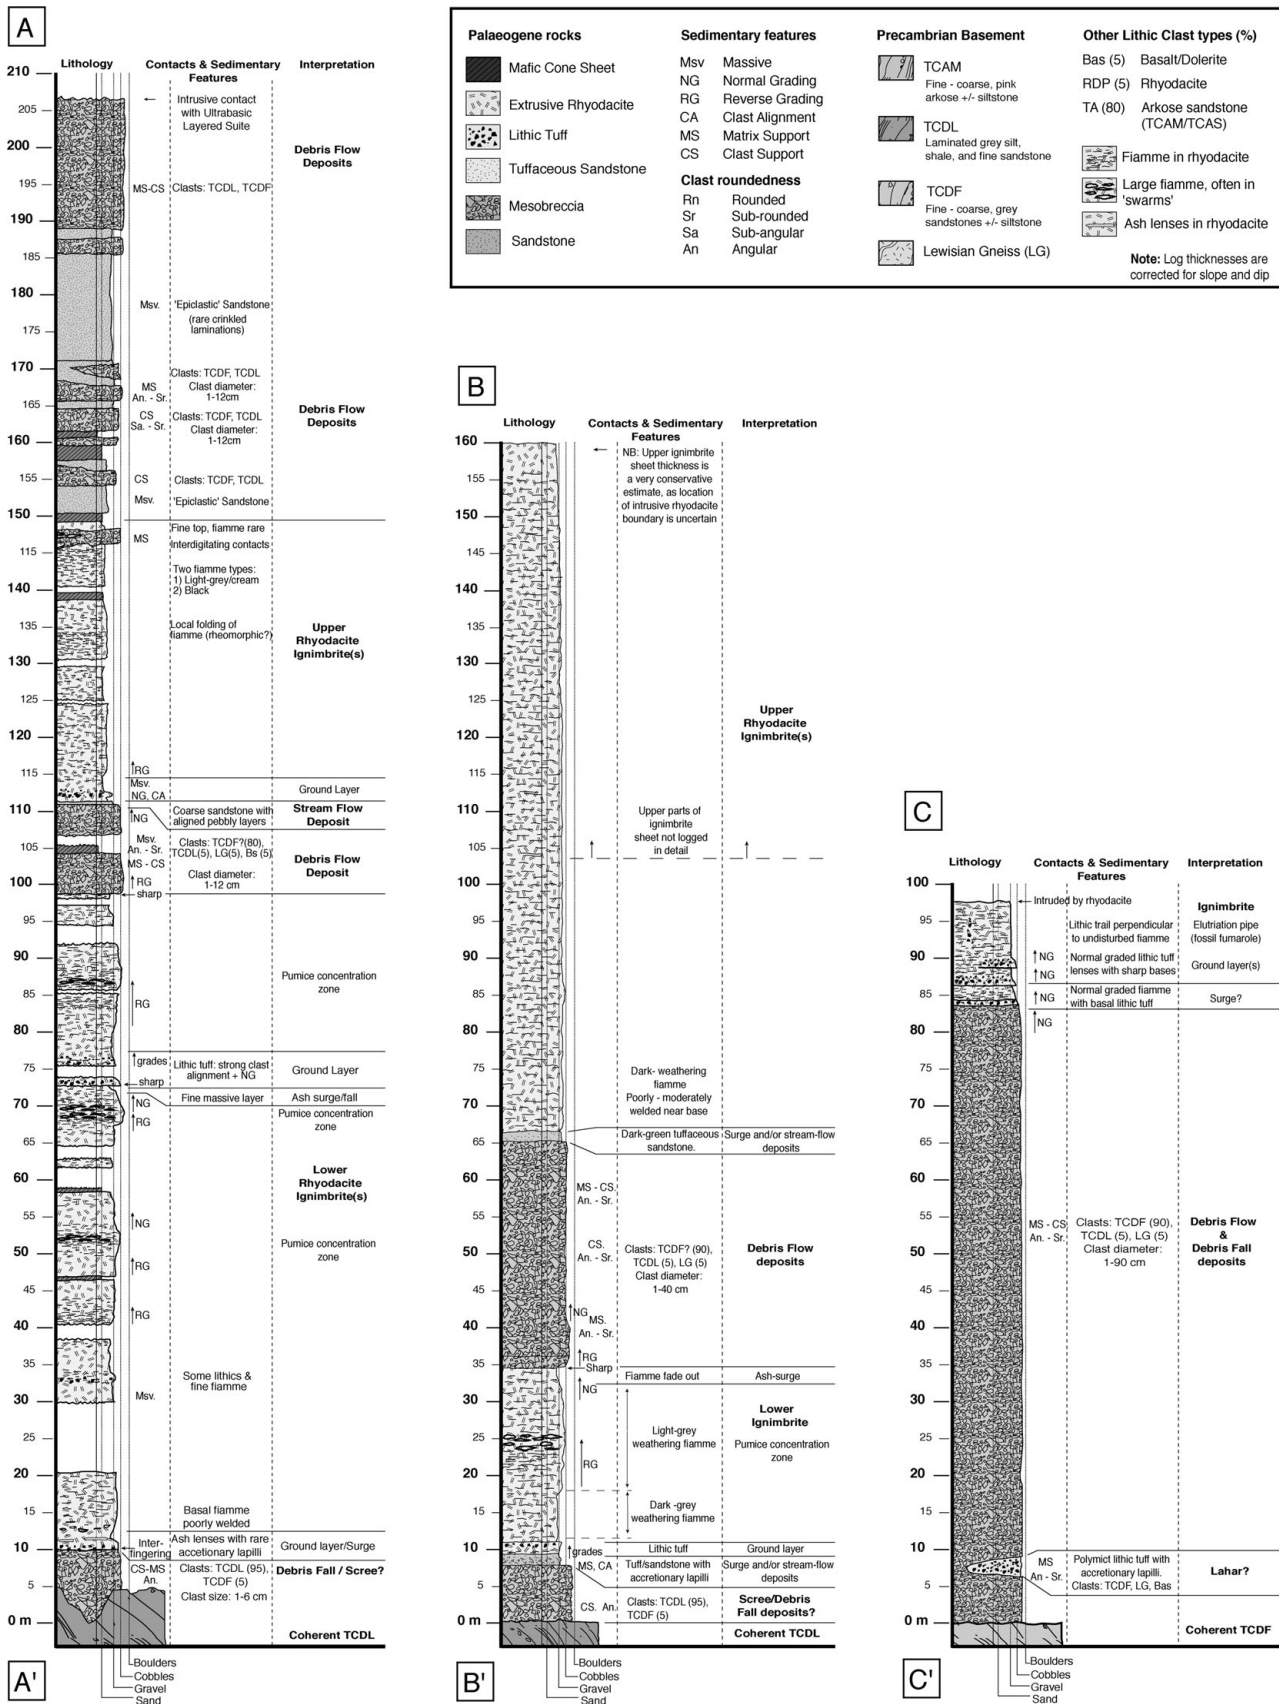 A
Lithology
Contacts & Sedimentary
Features
Interpretation
210
205
200
195
190
185
180
175
170
165
160
155
150
115
140
135
130
125
120
115
110
105
100
95
90
85
80
75
70
65
60
55
50
45
40
35
30
25
20
15
10
5
0 m
Intrusive contact
with Ultrabasic
Layered Suite
Debris Flow
Deposits
MS-CS
Clasts: TCDL, TCDF
Msv.
'Epiclastic' Sandstone
(rare crinkled
laminations)
MS
An. - Sr.
Clasts: TCDF, TCDL
Clast diameter:
1-12cm
CS
Sa. - Sr.
Clasts: TCDF, TCDL
Clast diameter:
1-12cm
Debris Flow
Deposits
CS
Clasts: TCDF, TCDL
Msv.
'Epiclastic' Sandstone
Fine top, fiamme rare
MS
Interdigitating contacts
Two fiamme types:
1) Light-grey/cream
2) Black
Local folding of
fiamme (rheomorphic?)
Upper
Rhyodacite
Ignimbrite(s)
RG
Msv.
NG, CA
Ground Layer
NG
Coarse sandstone with
aligned pebbly layers
Stream Flow
Deposit
Msv.
An. - Sr.
MS - CS
RG
Clasts: TCDF?(80),
TCDL(5), LG(5), Bs (5)
Clast diameter:
1-12 cm
Debris Flow
Deposit
sharp
RG
Pumice concentration
zone
grades
Lithic tuff: strong clast
alignment + NG
Ground Layer
sharp
NG
Fine massive layer
Ash surge/fall
RG
Pumice concentration
zone
Lower
Rhyodacite
Ignimbrite(s)
NG
Pumice concentration
zone
RG
RG
Msv.
Some lithics &
fine fiamme
Basal fiamme
poorly welded
Inter-
fingering
Ash lenses with rare
accetionary lapilli
Ground layer/Surge
CS-MS
An.
Clasts: TCDL (95),
TCDF (5)
Clast size: 1-6 cm
Debris Fall / Scree?
Coherent TCDL
A'
Boulders
Cobbles
Gravel
Sand
Palaeogene rocks
Mafic Cone Sheet
Extrusive Rhyodacite
Lithic Tuff
Tuffaceous Sandstone
Mesobreccia
Sandstone
Sedimentary features
Msv Massive
NG Normal Grading
RG Reverse Grading
CA Clast Alignment
MS Matrix Support
CS Clast Support
Clast roundedness
Rn Rounded
Sr Sub-rounded
Sa Sub-angular
An Angular
Precambrian Basement
TCAM
Fine - coarse, pink
arkose +/- siltstone
TCDL
Laminated grey silt,
shale, and fine sandstone
TCDF
Fine - coarse, grey
sandstones +/- siltstone
Lewisian Gneiss (LG)
Other Lithic Clast types (%)
Bas (5) Basalt/Dolerite
RDP (5) Rhyodacite
TA (80) Arkose sandstone
(TCAM/TCAS)
Fiamme in rhyodacite
Large fiamme, often in
'swarms'
Ash lenses in rhyodacite
Note: Log thicknesses are
corrected for slope and dip
B
Lithology
Contacts & Sedimentary
Features
Interpretation
160
155
150
145
140
135
130
125
120
115
110
105
100
95
90
85
80
75
70
65
60
55
50
45
40
35
30
25
20
15
10
5
0 m
NB: Upper ignimbrite
sheet thickness is
a very conservative
estimate, as location
of intrusive rhyodacite
boundary is uncertain
Upper
Rhyodacite
Ignimbrite(s)
Upper parts of
ignimbrite
sheet not logged
in detail
Dark- weathering
fiamme
Poorly - moderately
welded near base
Dark-green tuffaceous
sandstone.
Surge and/or stream-flow
deposits
MS - CS.
An. - Sr.
CS.
An. - Sr.
Clasts: TCDF? (90),
TCDL (5), LG (5)
Clast diameter:
1-40 cm
Debris Flow
deposits
NG
MS.
An. - Sr.
RG
Sharp
Fiamme fade out
Ash-surge
NG
Light-grey
weathering fiamme
Lower
Ignimbrite
Pumice concentration
zone
RG
Dark -grey
weathering fiamme
grades
Lithic tuff
Ground layer
MS, CA
Tuff/sandstone with
accretionary lapilli
Surge and/or stream-flow
deposits
CS. An.
Clasts: TCDL (95),
TCDF (5)
Scree/Debris
Fall deposits?
Coherent TCDL
B'
Boulders
Cobbles
Gravel
Sand
C
Lithology
Contacts & Sedimentary
Features
Interpretation
100
95
90
85
80
75
70
65
60
55
50
45
40
35
30
25
20
15
10
5
0 m
Intruded by rhyodacite
Ignimbrite
Lithic trail perpendicular
to undisturbed fiamme
Elutriation pipe
(fossil fumarole)
NG
NG
Normal graded lithic tuff
lenses with sharp bases
Ground layer(s)
NG
Normal graded fiamme
with basal lithic tuff
Surge?
NG
MS - CS
An. - Sr.
Clasts: TCDF (90),
TCDL (5), LG (5)
Clast diameter:
1-90 cm
Debris Flow
&
Debris Fall
deposits
MS
An - Sr.
Polymict lithic tuff with
accretionary lapilli.
Clasts: TCDF, LG, Bas
Lahar?
Coherent TCDF
C'
Boulders
Cobbles
Gravel
Sand